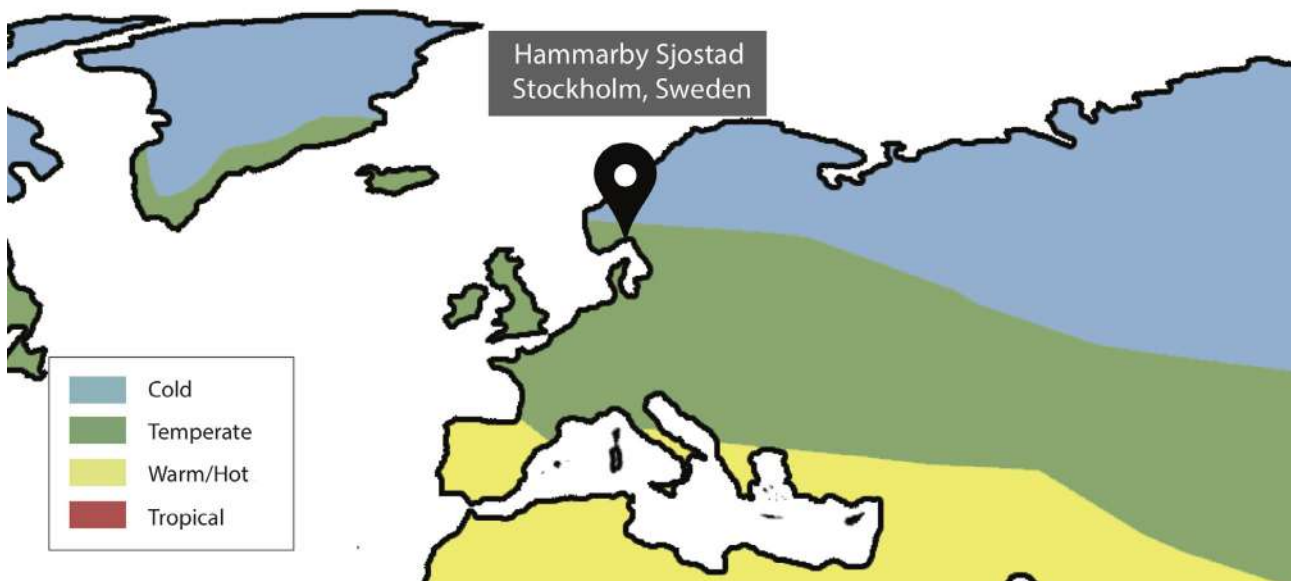 Hammarby Sjostad
Stockholm, Sweden
Cold
Temperate
Warm/Hot
Tropical